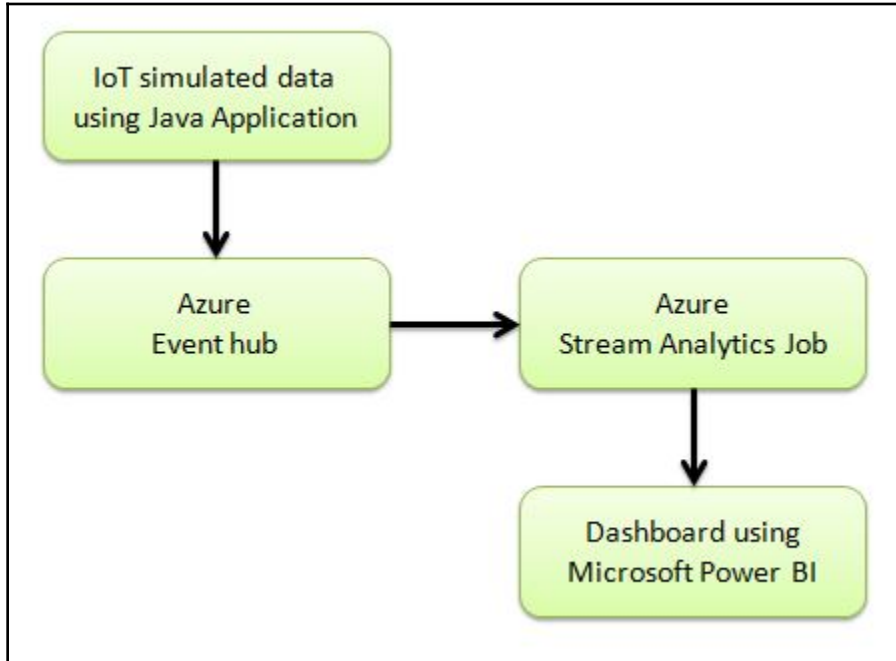 IoT simulated data
using Java Application
Azure
Event hub
Azure
Stream Analytics Job
Dashboard using
Microsoft Power BI